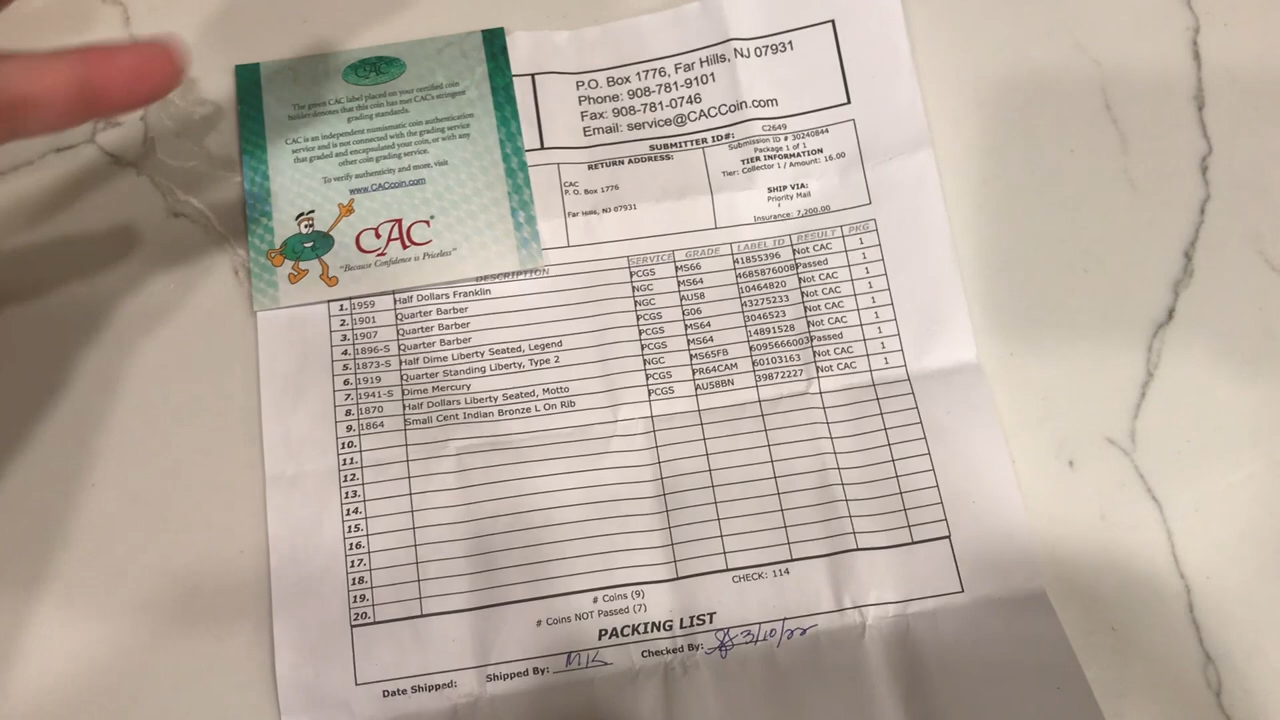 CAC
The green CAC label placed on your certified coin
holder denotes that this coin has met CAC's stringent
grading standards.
CAC is an independent numismatic coin authentication
service and is not connected with the grading service
that graded and encapsulated your coin, or with any
other coin grading service.
To verify authenticity and more, visit
www.CACcoin.com
CAC®
"Because Confidence is Priceless"
P.O. Box 1776, Far Hills, NJ 07931
Phone: 908-781-9101
Fax: 908-781-0746
Email: service@CACCoin.com
SUBMITTER ID#: C2649
RETURN ADDRESS:
CAC
P. O. Box 1776
Far Hills, NJ 07931
Submission ID # 30240844
Package 1 of 1
TIER INFORMATION
Tier: Collector 1 / Amount: 16.00
SHIP VIA:
Priority Mail
Insurance: 7,200.00
DESCRIPTION SERVICE GRADE LABEL ID RESULT PKG
1. 1959 Half Dollars Franklin PCGS MS66 41855396 Not CAC 1
2. 1901 Quarter Barber NGC MS64 4685876008 Passed 1
3. 1907 Quarter Barber NGC AU58 10464820 Not CAC 1
4. 1896-S Quarter Barber PCGS G06 43275233 Not CAC 1
5. 1873-S Half Dime Liberty Seated, Legend PCGS MS64 3046523 Not CAC 1
6. 1919 Quarter Standing Liberty, Type 2 PCGS MS64 14891528 Not CAC 1
7. 1941-S Dime Mercury NGC MS65FB 6095666003 Passed 1
8. 1870 Half Dollars Liberty Seated, Motto PCGS PR64CAM 60103163 Not CAC 1
9. 1864 Small Cent Indian Bronze L On Rib PCGS AU58BN 39872227 Not CAC 1
10.
11.
12.
13.
14.
15.
16.
17.
18.
19.
20.
# Coins (9) CHECK: 114
# Coins NOT Passed (7)
PACKING LIST
Date Shipped: Shipped By: MK Checked By: 3/10/22